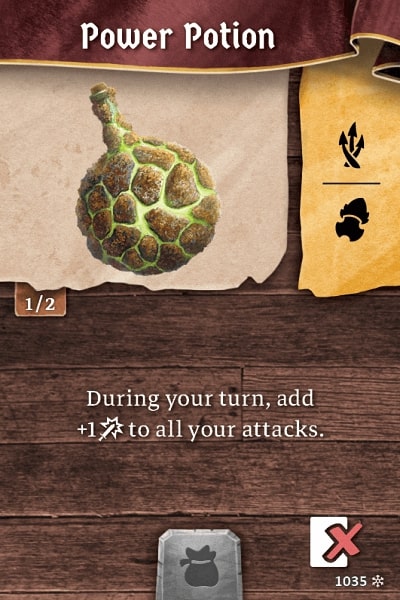 Power Potion
1/2
During your turn, add
+1 to all your attacks.
1035